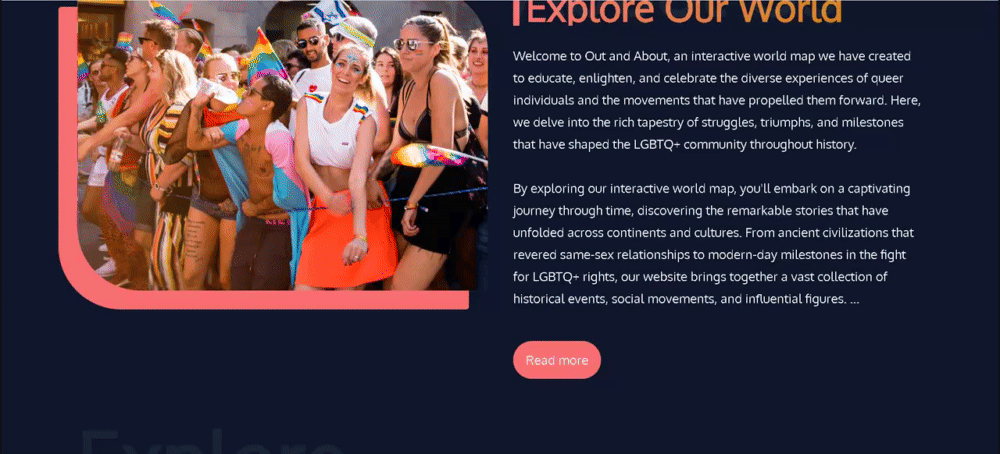 Explore Our World
Welcome to Out and About, an interactive world map we have created
to educate, enlighten, and celebrate the diverse experiences of queer
individuals and the movements that have propelled them forward. Here,
we delve into the rich tapestry of struggles, triumphs, and milestones
that have shaped the LGBTQ+ community throughout history.
By exploring our interactive world map, you'll embark on a captivating
journey through time, discovering the remarkable stories that have
unfolded across continents and cultures. From ancient civilizations that
revered same-sex relationships to modern-day milestones in the fight
for LGBTQ+ rights, our website brings together a vast collection of
historical events, social movements, and influential figures. ...
Read more
Explore